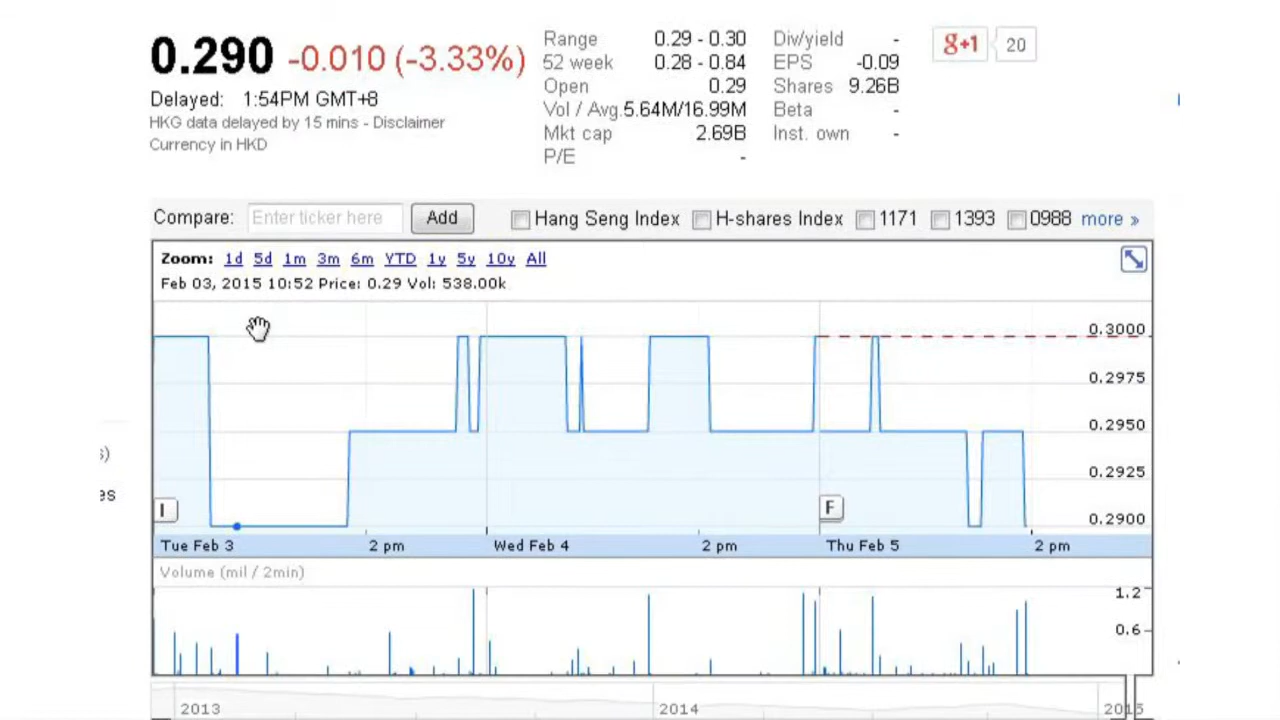 0.290 -0.010 (-3.33%)
Delayed: 1:54PM GMT+8
HKG data delayed by 15 mins - Disclaimer
Currency in HKD
Range 0.29 - 0.30
52 week 0.28 - 0.84
Open 0.29
Vol / Avg. 5.64M/16.99M
Mkt cap 2.69B
P/E -
Div/yield -
EPS -0.09
Shares 9.26B
Beta -
Inst. own -
g+1 20
Compare: Enter ticker here Add Hang Seng Index H-shares Index 1171 1393 0988 more »
Zoom: 1d 5d 1m 3m 6m YTD 1y 5y 10y All
Feb 03, 2015 10:52 Price: 0.29 Vol: 538.00k
0.3000
0.2975
0.2950
s)
0.2925
es
I
F
0.2900
Tue Feb 3 2 pm Wed Feb 4 2 pm Thu Feb 5 2 pm
Volume (mil / 2min)
1.2
0.6
2013 2014 2015